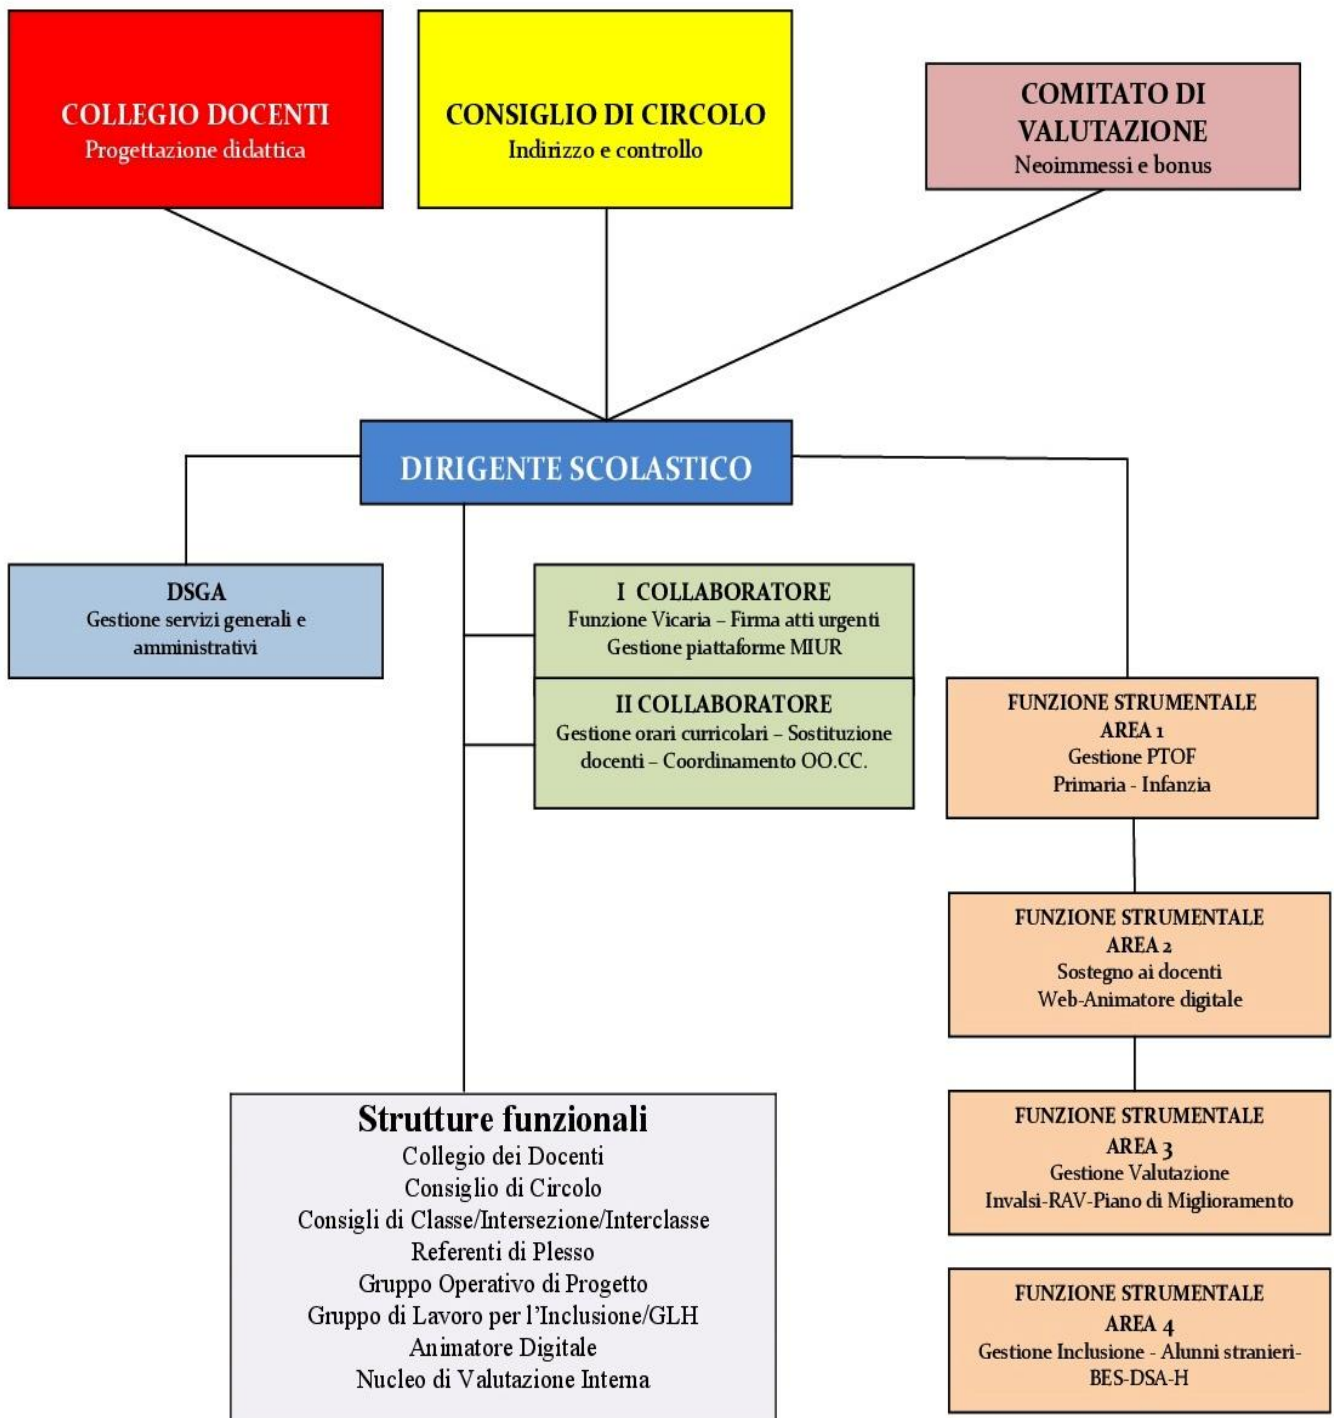 COLLEGIO DOCENTI
Progettazione didattica
CONSIGLIO DI CIRCOLO
Indirizzo e controllo
COMITATO DI
VALUTAZIONE
Neoimmessi e bonus
DIRIGENTE SCOLASTICO
DSGA
Gestione servizi generali e
amministrativi
I COLLABORATORE
Funzione Vicaria – Firma atti urgenti
Gestione piattaforme MIUR
II COLLABORATORE
Gestione orari curricolari – Sostituzione
docenti – Coordinamento OO.CC.
FUNZIONE STRUMENTALE
AREA 1
Gestione PTOF
Primaria - Infanzia
FUNZIONE STRUMENTALE
AREA 2
Sostegno ai docenti
Web-Animatore digitale
FUNZIONE STRUMENTALE
AREA 3
Gestione Valutazione
Invalsi-RAV-Piano di Miglioramento
FUNZIONE STRUMENTALE
AREA 4
Gestione Inclusione - Alunni stranieri-
BES-DSA-H
Strutture funzionali
Collegio dei Docenti
Consiglio di Circolo
Consigli di Classe/Intersezione/Interclasse
Referenti di Plesso
Gruppo Operativo di Progetto
Gruppo di Lavoro per l'Inclusione/GLH
Animatore Digitale
Nucleo di Valutazione Interna